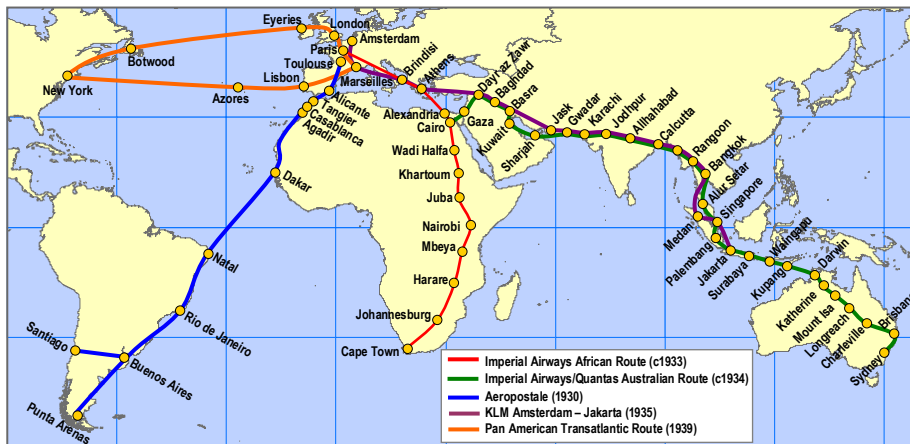 Eyeries
London
Amsterdam
Paris
Botwood
Toulouse
Brindisi
Athens
Dayr az Zawr
Baghdad
Basra
New York
Lisbon
Marseilles
Azores
Alicante
Tangier
Casablanca
Agadir
Alexandria
Cairo
Gaza
Kuwait
Sharjah
Jask
Gwadar
Karachi
Jodhpur
Allhahabad
Calcutta
Rangoon
Bangkok
Wadi Halfa
Khartoum
Dakar
Juba
Alur Setar
Singapore
Nairobi
Medan
Mbeya
Natal
Palembang
Jakarta
Surabaya
Waingapu
Kupang
Darwin
Harare
Katherine
Mount Isa
Longreach
Charleville
Brisbane
Sydney
Rio de Janeiro
Johannesburg
Santiago
Cape Town
Buenos Aires
Punta Arenas
Imperial Airways African Route (c1933)
Imperial Airways/Quantas Australian Route (c1934)
Aeropostale (1930)
KLM Amsterdam – Jakarta (1935)
Pan American Transatlantic Route (1939)